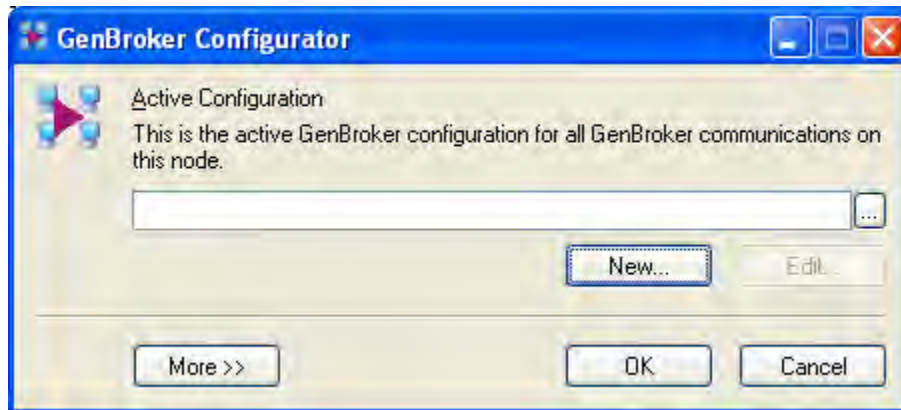 GenBroker Configurator
Active Configuration
This is the active GenBroker configuration for all GenBroker communications on
this node.
...
New...
Edit...
More >>
OK
Cancel